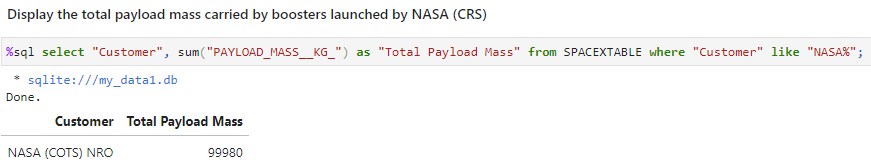 Display the total payload mass carried by boosters launched by NASA (CRS)
%sql select "Customer", sum("PAYLOAD_MASS__KG_") as "Total Payload Mass" from SPACEXTABLE where "Customer" like "NASA%";
* sqlite:///my_data1.db
Done.
Customer Total Payload Mass
NASA (COTS) NRO 99980